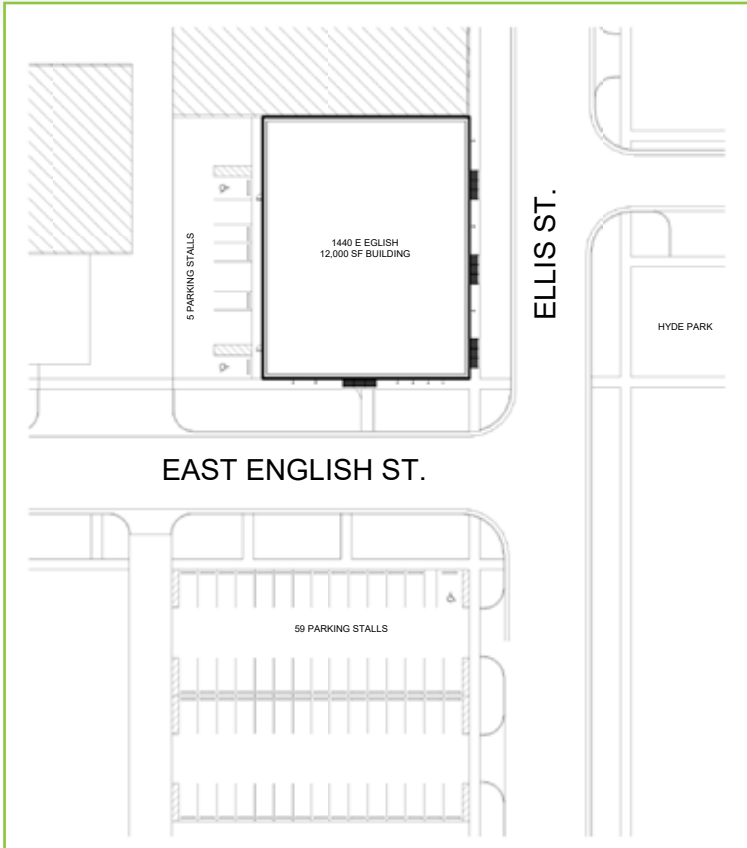 1440 E EGLISH
12,000 SF BUILDING
5 PARKING STALLS
ELLIS ST.
HYDE PARK
EAST ENGLISH ST.
59 PARKING STALLS